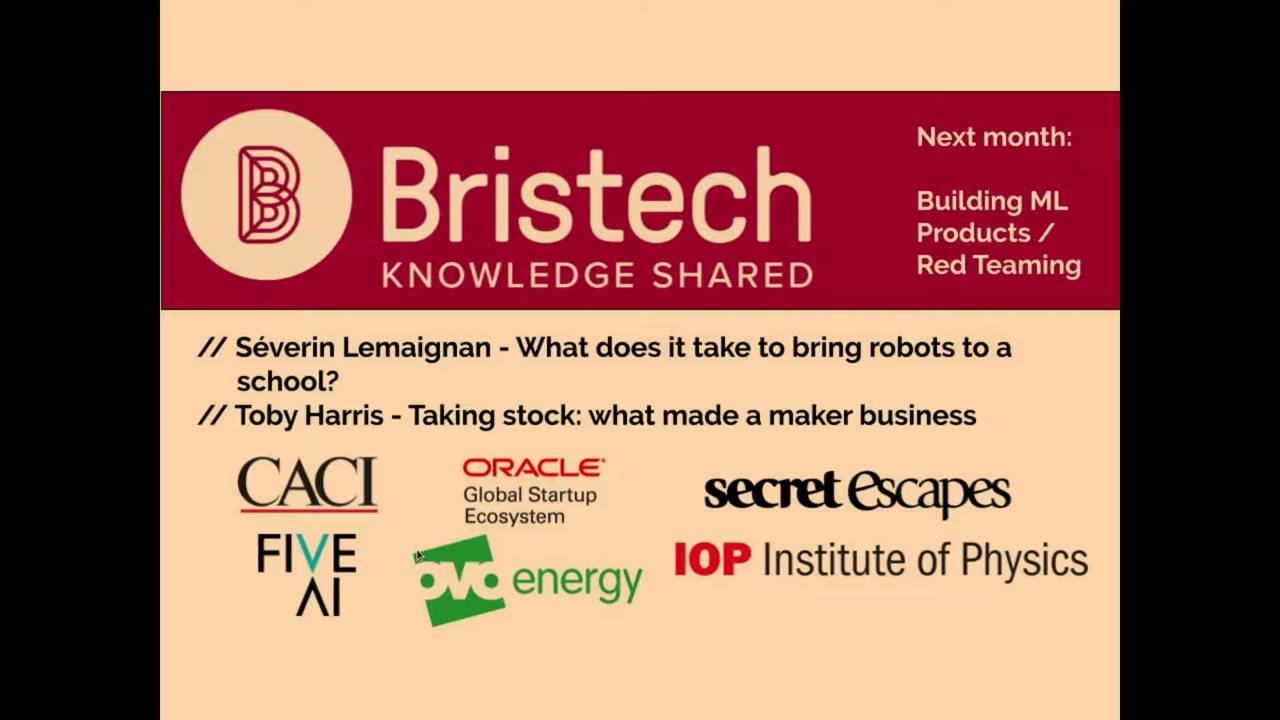 B Bristech
KNOWLEDGE SHARED
Next month:
Building ML
Products /
Red Teaming
// Séverin Lemaignan - What does it take to bring robots to a
school?
// Toby Harris - Taking stock: what made a maker business
CACI
ORACLE®
Global Startup
Ecosystem
secret escapes
FIVE
AI
ovo energy
IOP Institute of Physics